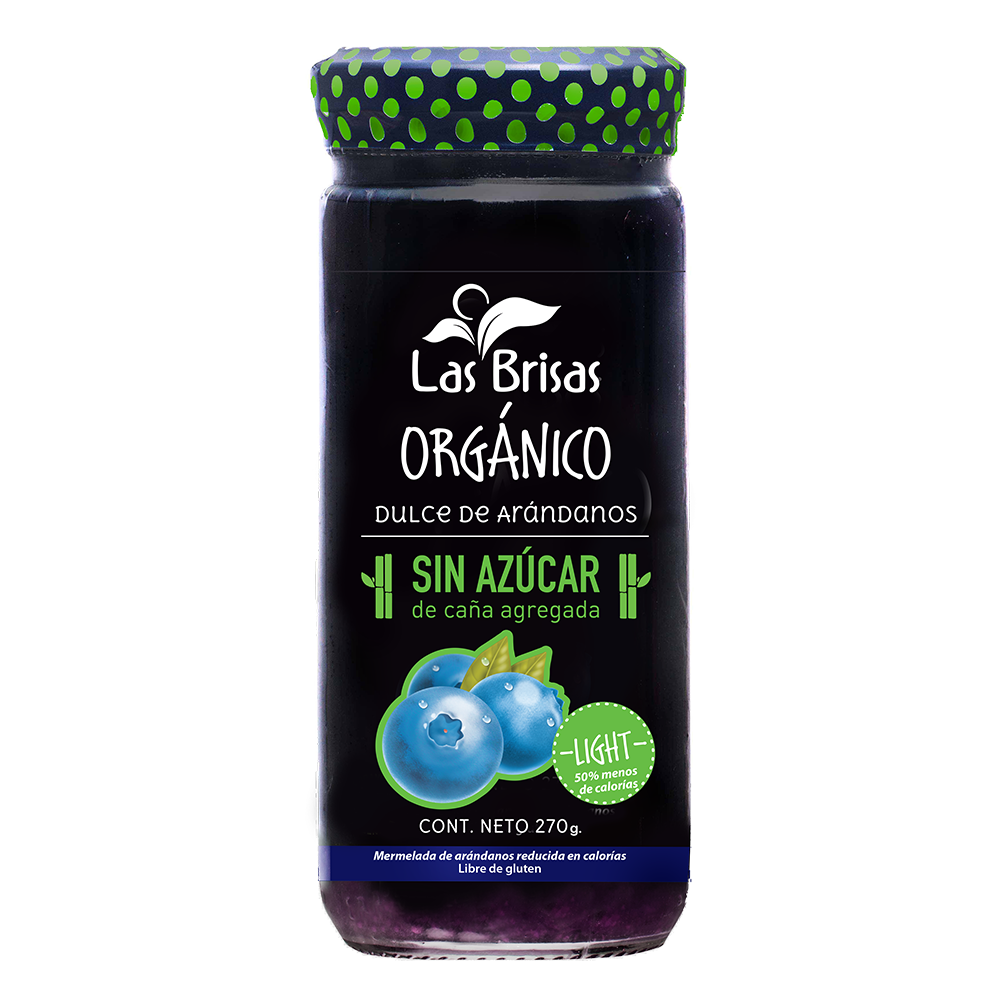 Las Brisas
ORGÁNICO
DULCE DE ARÁNDANOS
SIN AZÚCAR
de caña agregada
-LIGHT-
50% menos
de calorías
CONT. NETO 270g.
Mermelada de arándanos reducida en calorías
Libre de gluten